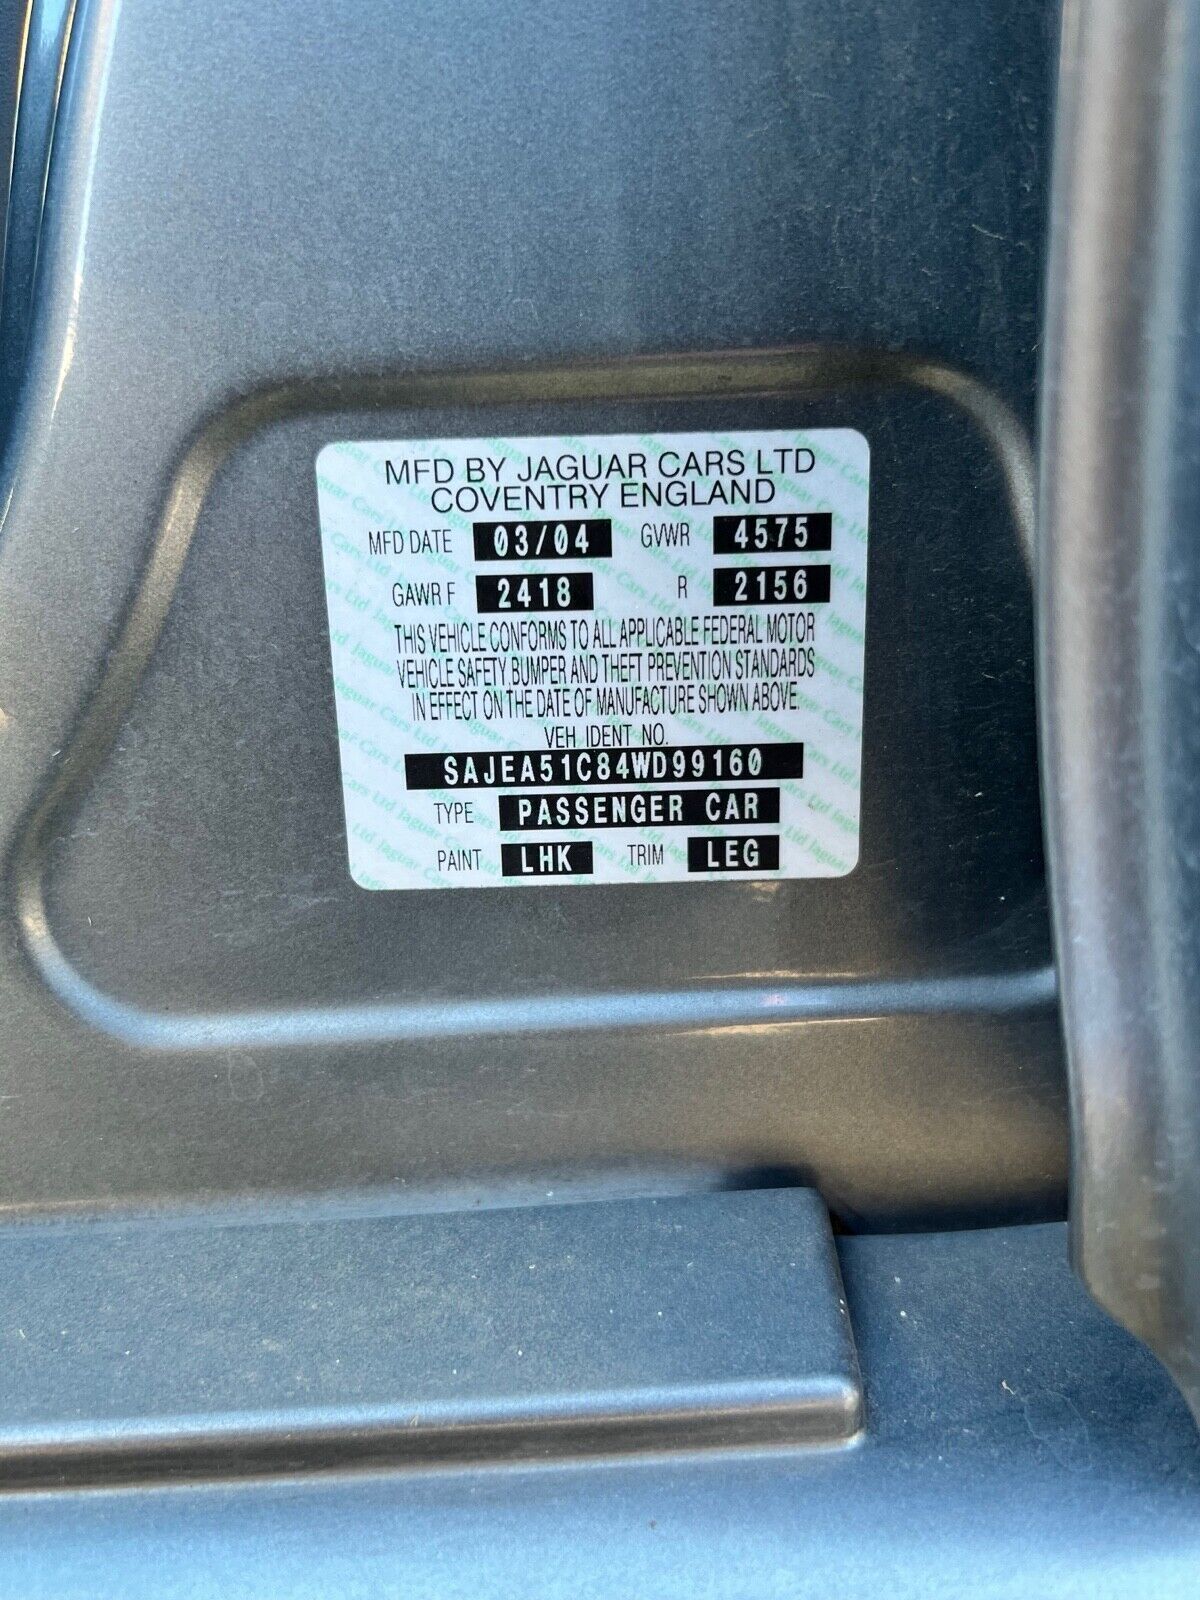 MFD BY JAGUAR CARS LTD
COVENTRY ENGLAND
MFD DATE 03/04 GVWR 4575
GAWR F 2418 R 2156
THIS VEHICLE CONFORMS TO ALL APPLICABLE FEDERAL MOTOR
VEHICLE SAFETY, BUMPER AND THEFT PREVENTION STANDARDS
IN EFFECT ON THE DATE OF MANUFACTURE SHOWN ABOVE.
VEH IDENT NO.
SAJEA51C84WD99160
TYPE PASSENGER CAR
PAINT LHK TRIM LEG